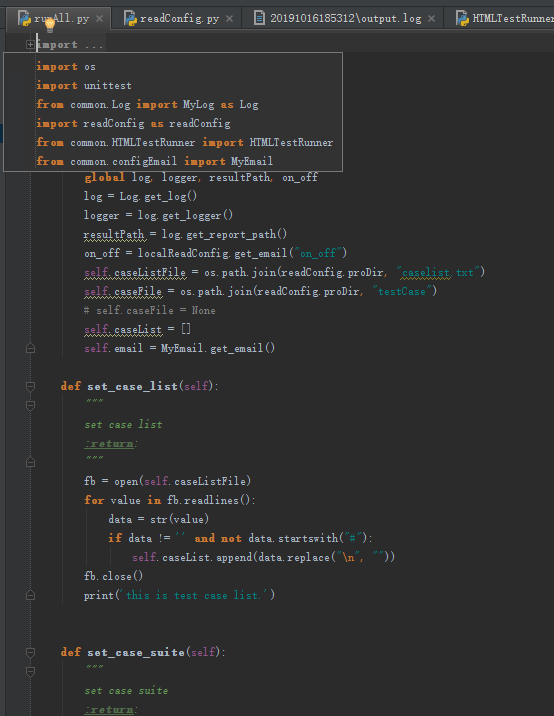 runAll.py
readConfig.py
20191016185312\output.log
HTMLTestRunner
import ...
import os
import unittest
from common.Log import MyLog as Log
import readConfig as readConfig
from common.HTMLTestRunner import HTMLTestRunner
from common.configEmail import MyEmail
global log, logger, resultPath, on_off
log = Log.get_log()
logger = log.get_logger()
resultPath = log.get_report_path()
on_off = localReadConfig.get_email("on_off")
self.caseListFile = os.path.join(readConfig.proDir, "caselist.txt")
self.caseFile = os.path.join(readConfig.proDir, "testCase")
# self.caseFile = None
self.caseList = []
self.email = MyEmail.get_email()
def set_case_list(self):
"""
set case list
:return:
"""
fb = open(self.caseListFile)
for value in fb.readlines():
data = str(value)
if data != '' and not data.startswith("#"):
self.caseList.append(data.replace("\n", ""))
fb.close()
print('this is test case list.')
def set_case_suite(self):
"""
set case suite
:return: